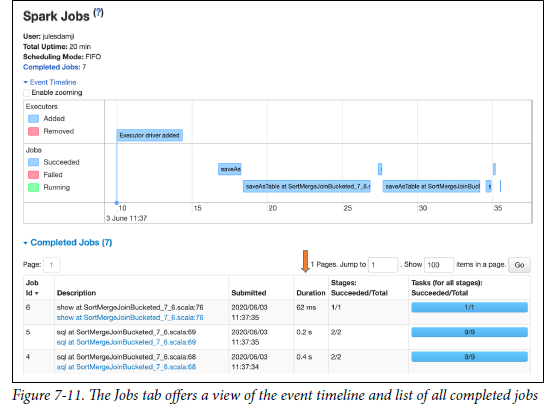 Spark Jobs (?)
User: julesdamji
Total Uptime: 20 min
Scheduling Mode: FIFO
Completed Jobs: 7
Event Timeline
Enable zooming
Executors
Added
Removed
Executor driver added
Jobs
Succeeded
Failed
Running
saveAs
saveAsTable at SortMergeJoinBucketed_7_6.s
saveAsTable at SortMergeJoinBucl
s
10 15 20 25 30 35
3 June 11:37
Completed Jobs (7)
Page: 1
1 Pages. Jump to 1 . Show 100 items in a page. Go
Job Id Description Submitted Duration Stages: Succeeded/Total Tasks (for all stages): Succeeded/Total
6 show at SortMergeJoinBucketed_7_6.scala:76 2020/06/03 62 ms 1/1 1/1
show at SortMergeJoinBucketed_7_6.scala:76 11:37:35
5 sql at SortMergeJoinBucketed_7_6.scala:69 2020/06/03 0.2 s 2/2 9/9
sql at SortMergeJoinBucketed_7_6.scala:69 11:37:35
4 sql at SortMergeJoinBucketed_7_6.scala:68 2020/06/03 0.4 s 2/2 9/9
sql at SortMergeJoinBucketed_7_6.scala:68 11:37:34
Figure 7-11. The Jobs tab offers a view of the event timeline and list of all completed jobs